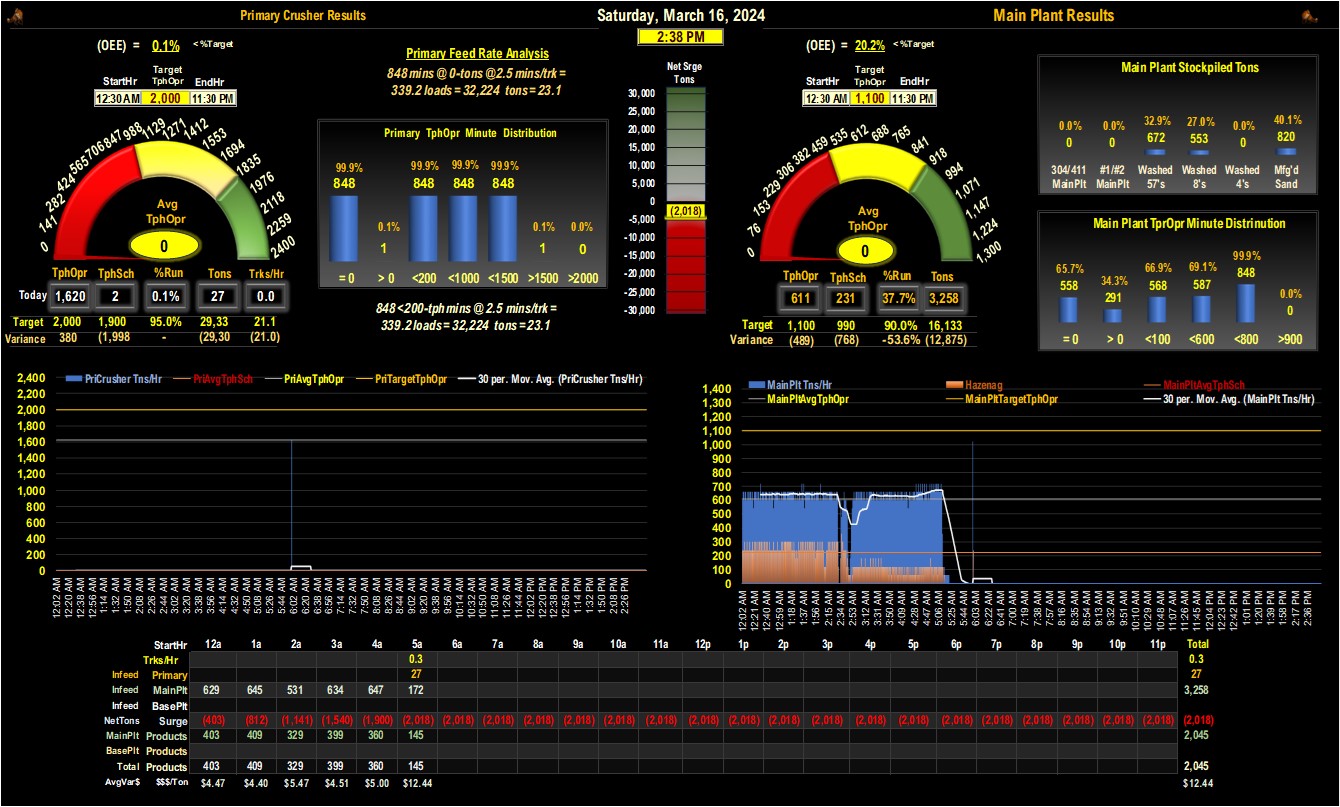 Primary Crusher Results
Saturday, March 16, 2024
Main Plant Results
2:38 PM
(OEE) = 0.1% < %Target
Target
StartHr TphOpr EndHr
12:30 AM 2,000 11:30 PM
Primary Feed Rate Analysis
848 mins @ 0-tons @2.5 mins/trk =
339.2 loads = 32,224 tons = 23.1
Primary TphOpr Minute Distribution
99.9% 99.9% 99.9% 99.9%
848 848 848 848
0.1% 0.1% 0.0%
1 1 0
= 0 > 0 <200 <1000 <1500 >1500 >2000
848 <200-tph mins @ 2.5 mins/trk =
339.2 loads = 32,224 tons = 23.1
0 141 282 424 565 706 847 988 1129 1271 1412 1553 1694 1835 1976 2118 2259 2400
Avg
TphOpr
0
TphOpr TphSch %Run Tons Trks/Hr
Today 1,620 2 0.1% 27 0.0
Target 2,000 1,900 95.0% 29,33 21.1
Variance 380 (1,998 - (29,30 (21.0)
Net Srge
Tons
30,000
25,000
20,000
15,000
10,000
5,000
0
(2,018)
-5,000
-10,000
-15,000
-20,000
-25,000
-30,000
(OEE) = 20.2% < %Target
Target
StartHr TphOpr EndHr
12:30 AM 1,100 11:30 PM
0 76 153 229 306 382 459 535 612 688 765 841 918 994 1,071 1,147 1,224 1,300
Avg
TphOpr
0
TphOpr TphSch %Run Tons
611 231 37.7% 3,258
Target 1,100 990 90.0% 16,133
Variance (489) (768) -53.6% (12,875)
Main Plant Stockpiled Tons
0.0% 0.0% 32.9% 27.0% 0.0% 40.1%
0 0 672 553 0 820
304/411 #1/#2 Washed Washed Washed Mfg'd
MainPlt MainPlt 57's 8's 4's Sand
Main Plant TprOpr Minute Distrinution
65.7% 34.3% 66.9% 69.1% 99.9% 0.0%
558 291 568 587 848 0
= 0 > 0 <100 <600 <800 >900
PriCrusher Tns/Hr PriAvgTphSch PriAvgTphOpr PriTargetTphOpr 30 per. Mov. Avg. (PriCrusher Tns/Hr)
2,400
2,200
2,000
1,800
1,600
1,400
1,200
1,000
800
600
400
200
0
12:02 AM 12:20 AM 12:38 AM 12:56 AM 1:14 AM 1:32 AM 1:50 AM 2:08 AM 2:26 AM 2:44 AM 3:02 AM 3:20 AM 3:38 AM 3:56 AM 4:14 AM 4:32 AM 4:50 AM 5:08 AM 5:26 AM 5:44 AM 6:02 AM 6:20 AM 6:38 AM 6:56 AM 7:14 AM 7:32 AM 7:50 AM 8:08 AM 8:26 AM 8:44 AM 9:02 AM 9:20 AM 9:38 AM 9:56 AM 10:14 AM 10:32 AM 10:50 AM 11:08 AM 11:26 AM 11:44 AM 12:02 PM 12:20 PM 12:38 PM 12:56 PM 1:14 PM 1:32 PM 1:50 PM 2:08 PM 2:26 PM
MainPlt Tns/Hr Hazenag MainPltAvgTphSch
MainPltAvgTphOpr MainPltTargetTphOpr 30 per. Mov. Avg. (MainPlt Tns/Hr)
1,400
1,300
1,200
1,100
1,000
900
800
700
600
500
400
300
200
100
0
12:02 AM 12:21 AM 12:40 AM 12:59 AM 1:18 AM 1:37 AM 1:56 AM 2:15 AM 2:34 AM 2:53 AM 3:12 AM 3:31 AM 3:50 AM 4:09 AM 4:28 AM 4:47 AM 5:06 AM 5:25 AM 5:44 AM 6:03 AM 6:22 AM 6:41 AM 7:00 AM 7:19 AM 7:38 AM 7:57 AM 8:16 AM 8:35 AM 8:54 AM 9:13 AM 9:32 AM 9:51 AM 10:10 AM 10:29 AM 10:48 AM 11:07 AM 11:26 AM 11:45 AM 12:04 PM 12:23 PM 12:42 PM 1:01 PM 1:20 PM 1:39 PM 1:58 PM 2:17 PM 2:36 PM
StartHr 12a 1a 2a 3a 4a 5a 6a 7a 8a 9a 10a 11a 12p 1p 2p 3p 4p 5p 6p 7p 8p 9p 10p 11p Total
Trks/Hr 0.3 0.3
Infeed Primary 27 27
Infeed MainPlt 629 645 531 634 647 172 3,258
Infeed BasePlt
NetTons Surge (403) (812) (1,141) (1,540) (1,900) (2,018) (2,018) (2,018) (2,018) (2,018) (2,018) (2,018) (2,018) (2,018) (2,018) (2,018) (2,018) (2,018) (2,018) (2,018) (2,018) (2,018) (2,018) (2,018) (2,018)
MainPlt Products 403 409 329 399 360 145 2,045
BasePlt Products
Total Products 403 409 329 399 360 145 2,045
AvgVar$ $$$/Ton $4.47 $4.40 $5.47 $4.51 $5.00 $12.44 $12.44